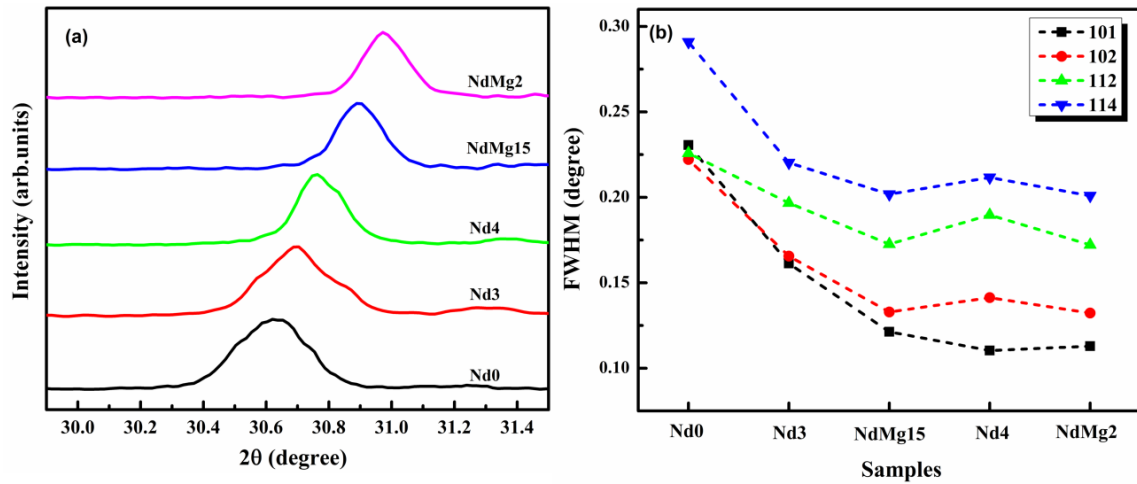 (a)
NdMg2
NdMg15
Nd4
Nd3
Nd0
Intensity (arb.units)
30.0 30.2 30.4 30.6 30.8 31.0 31.2 31.4
2θ (degree)
(b)
101
102
112
114
0.30
0.25
0.20
0.15
0.10
FWHM (degree)
Nd0 Nd3 NdMg15 Nd4 NdMg2
Samples